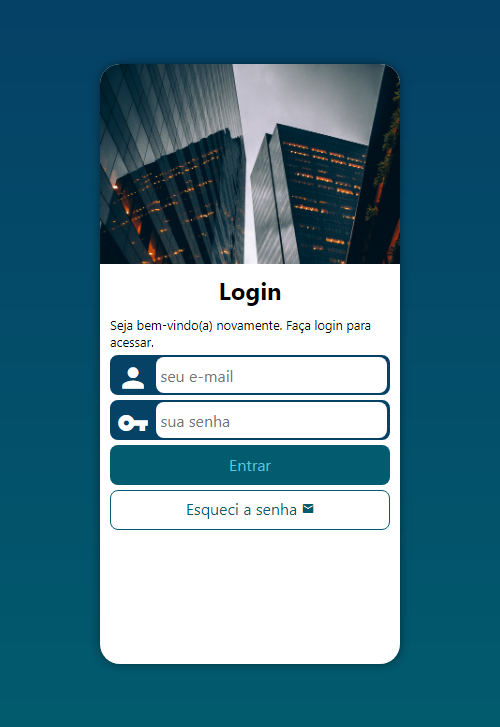 Login
Seja bem-vindo(a) novamente. Faça login para
acessar.
seu e-mail
sua senha
Entrar
Esqueci a senha